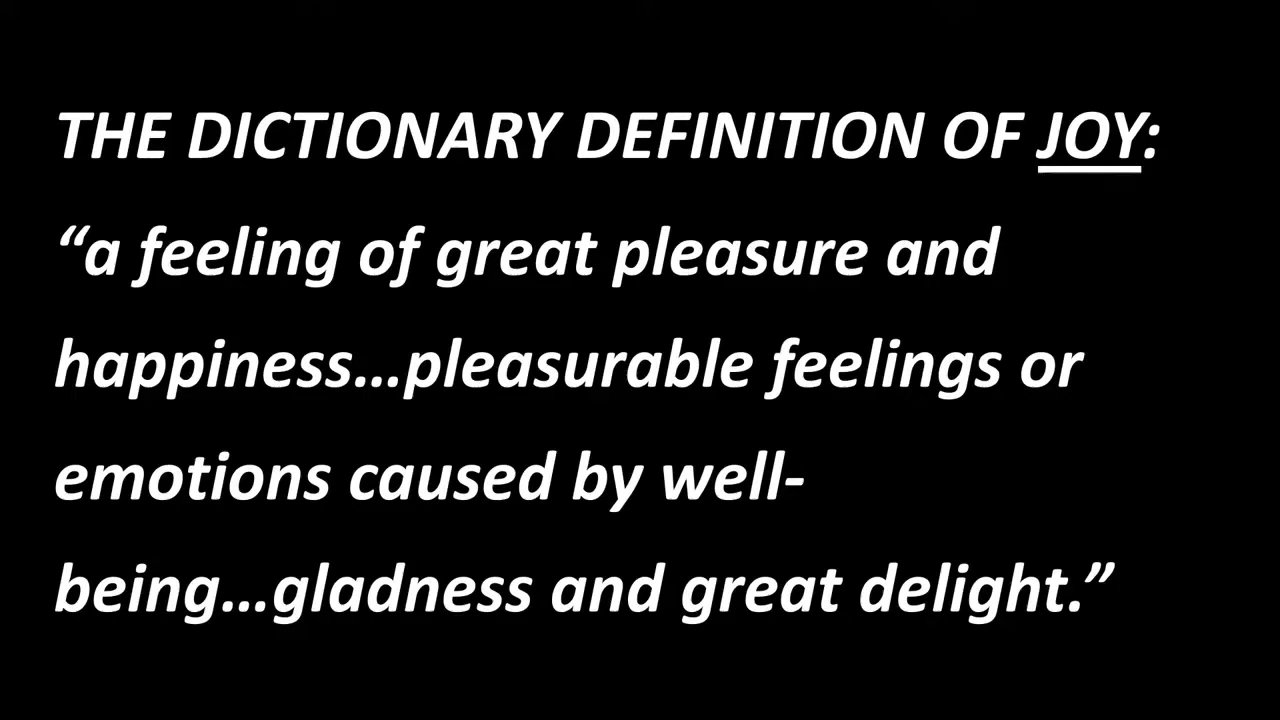 THE DICTIONARY DEFINITION OF JOY:
“a feeling of great pleasure and
happiness…pleasurable feelings or
emotions caused by well-
being…gladness and great delight.”